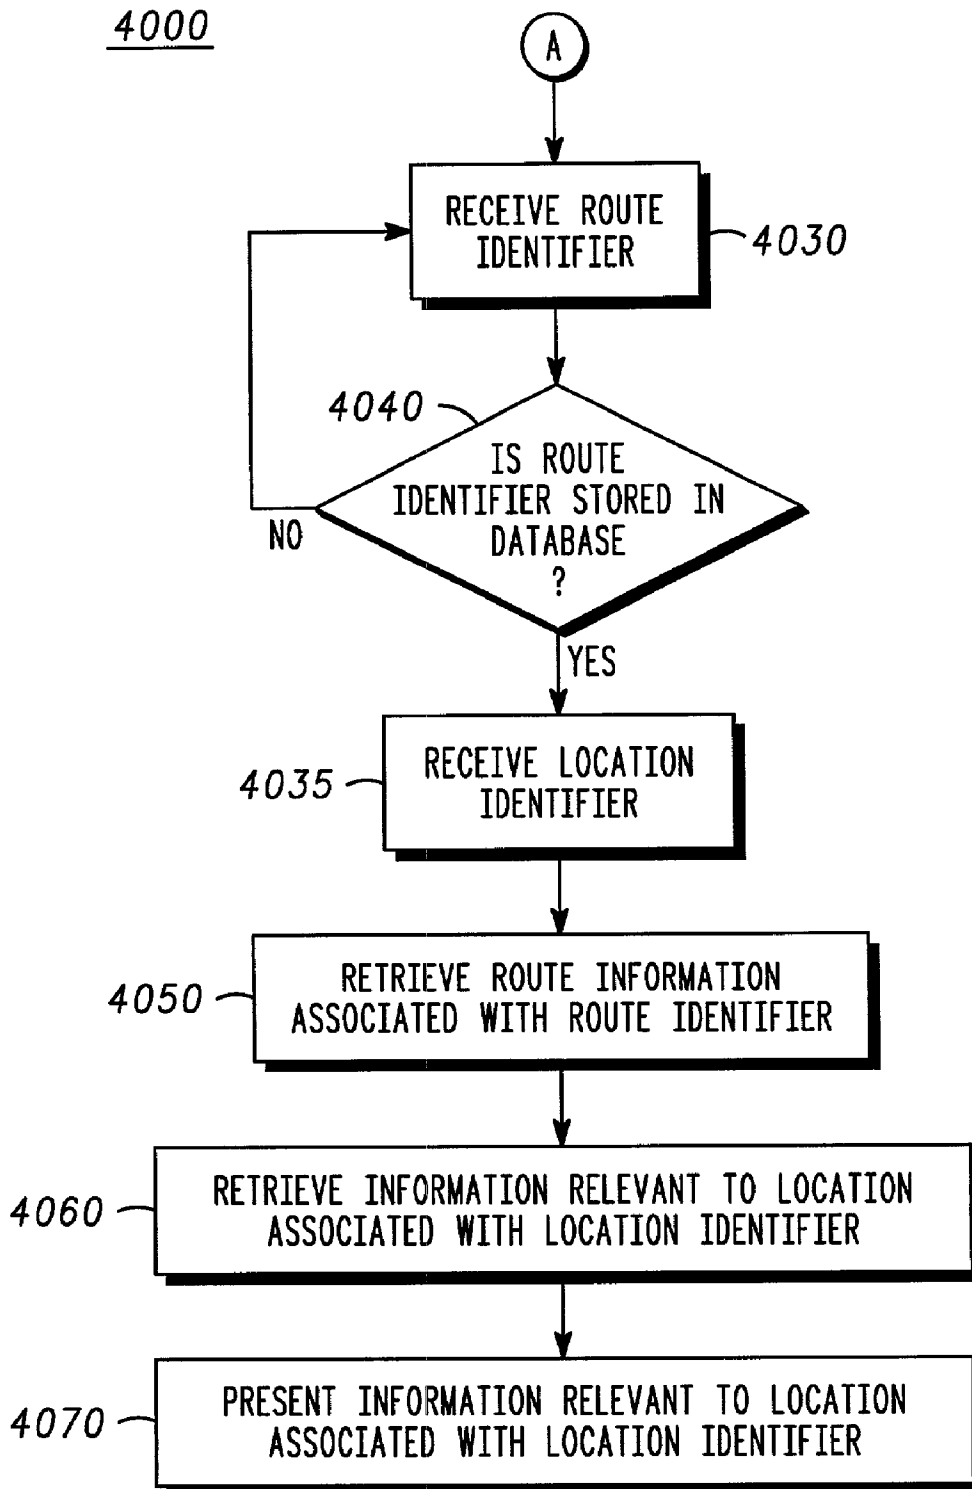 4000
A
RECEIVE ROUTE
IDENTIFIER
4030
4040
IS ROUTE
IDENTIFIER STORED IN
DATABASE
?
NO
YES
RECEIVE LOCATION
IDENTIFIER
4035
RETRIEVE ROUTE INFORMATION
ASSOCIATED WITH ROUTE IDENTIFIER
4050
RETRIEVE INFORMATION RELEVANT TO LOCATION
ASSOCIATED WITH LOCATION IDENTIFIER
4060
PRESENT INFORMATION RELEVANT TO LOCATION
ASSOCIATED WITH LOCATION IDENTIFIER
4070